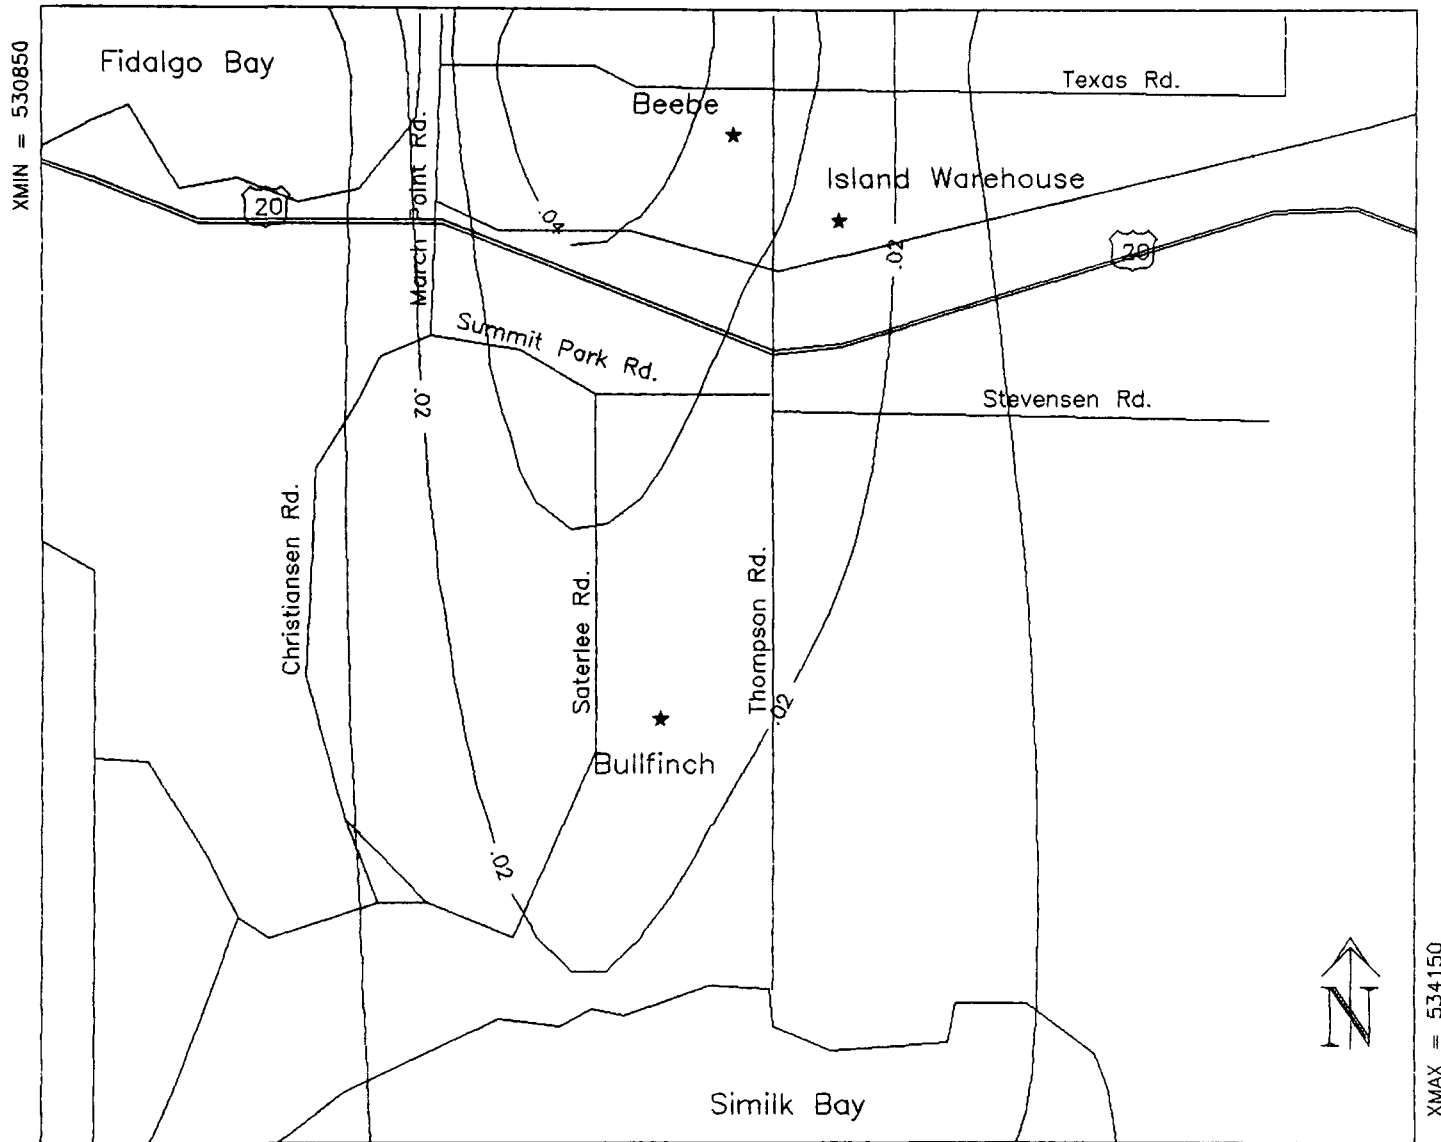 XMIN = 530850
Fidalgo Bay
Texas Rd.
Beebe
March Point Rd.
Island Warehouse
20
.04
.02
20
Summit Park Rd.
.02
Stevensen Rd.
Christiansen Rd.
Saterlee Rd.
Thompson Rd.
.02
Bullfinch
.02
N
XMAX = 534150
Similk Bay